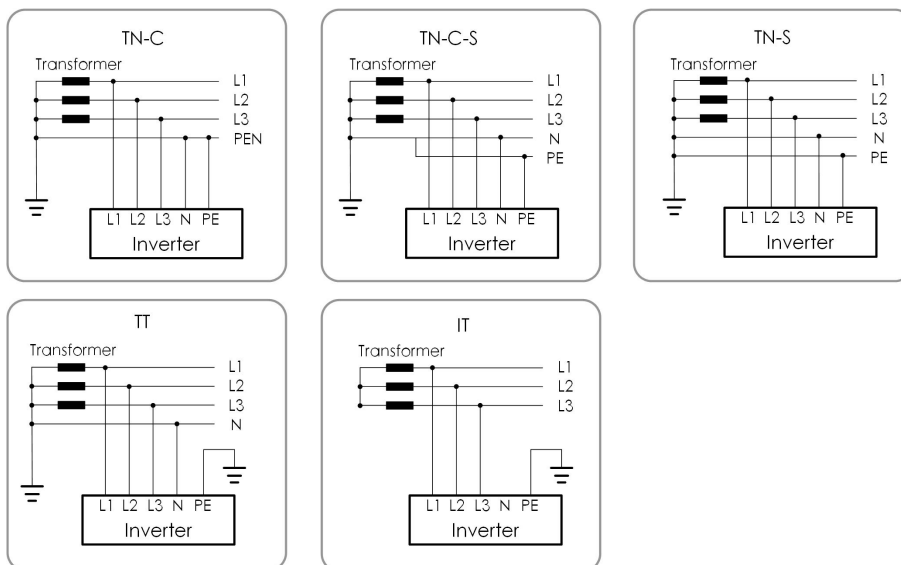 TN-C
Transformer
L1
L2
L3
PEN
L1 L2 L3 N PE
Inverter
TN-C-S
Transformer
L1
L2
L3
N
PE
L1 L2 L3 N PE
Inverter
TN-S
Transformer
L1
L2
L3
N
PE
L1 L2 L3 N PE
Inverter
TT
Transformer
L1
L2
L3
N
L1 L2 L3 N PE
Inverter
IT
Transformer
L1
L2
L3
L1 L2 L3 N PE
Inverter